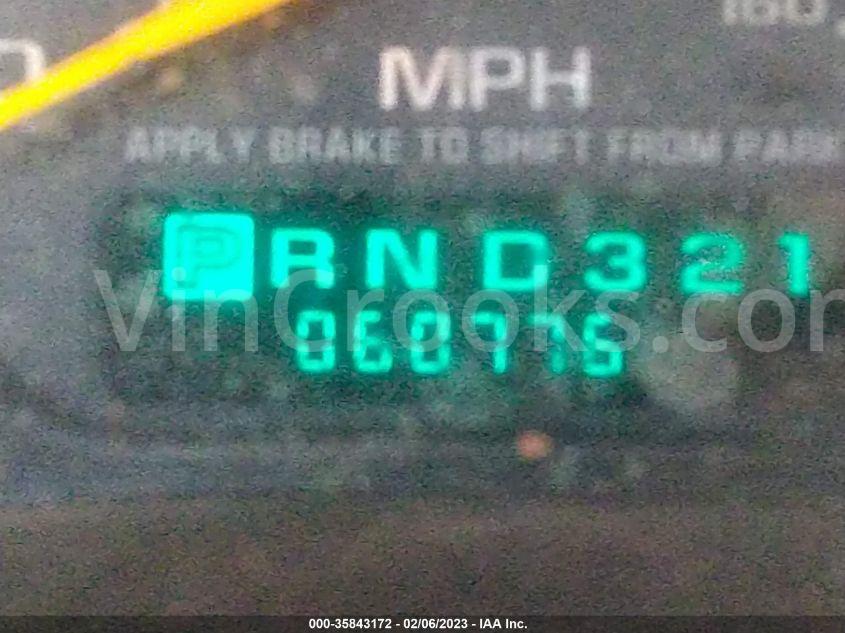 160
MPH
APPLY BRAKE TO SHIFT FROM PARK
P R N D 3 2 1
VinCrooks.com
000-35843172 - 02/06/2023 - IAA Inc.